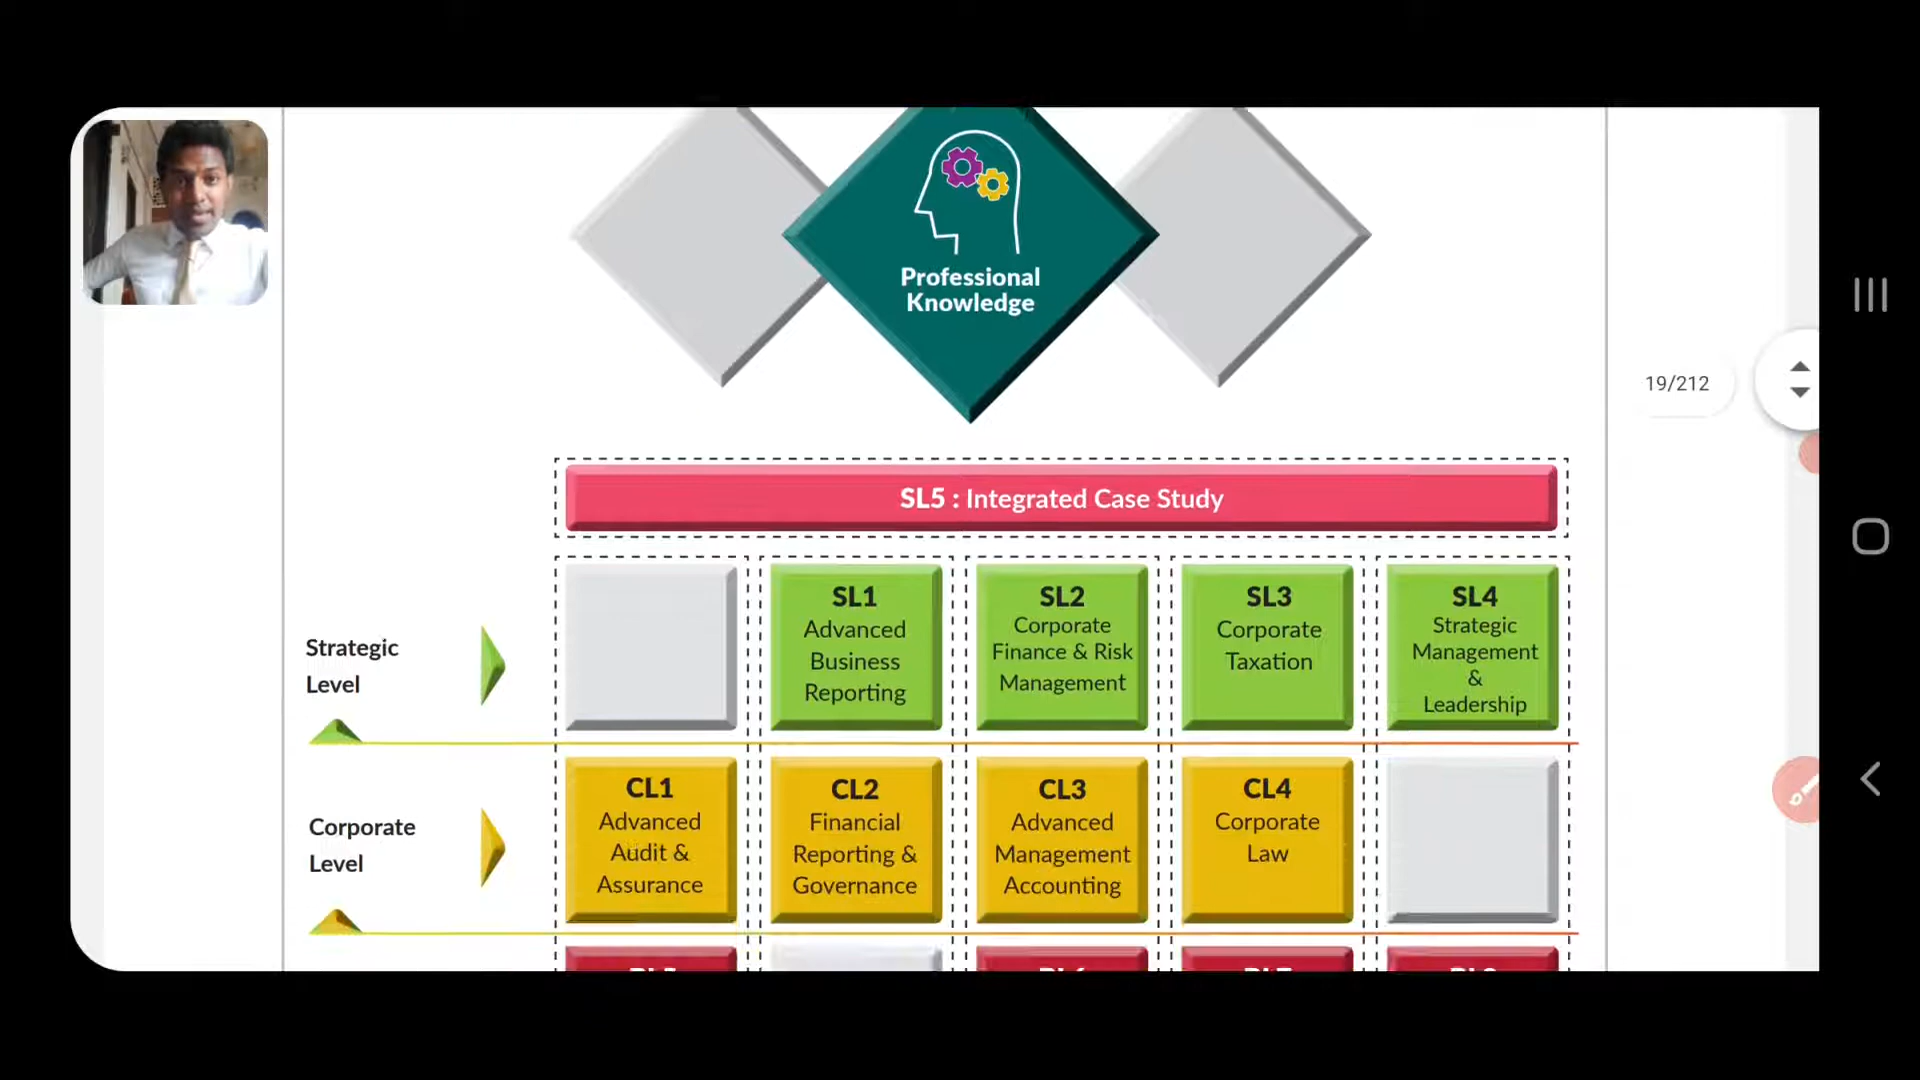 Professional
Knowledge
19/212
SL5 : Integrated Case Study
Strategic
Level
SL1
Advanced
Business
Reporting
SL2
Corporate
Finance & Risk
Management
SL3
Corporate
Taxation
SL4
Strategic
Management
&
Leadership
Corporate
Level
CL1
Advanced
Audit &
Assurance
CL2
Financial
Reporting &
Governance
CL3
Advanced
Management
Accounting
CL4
Corporate
Law